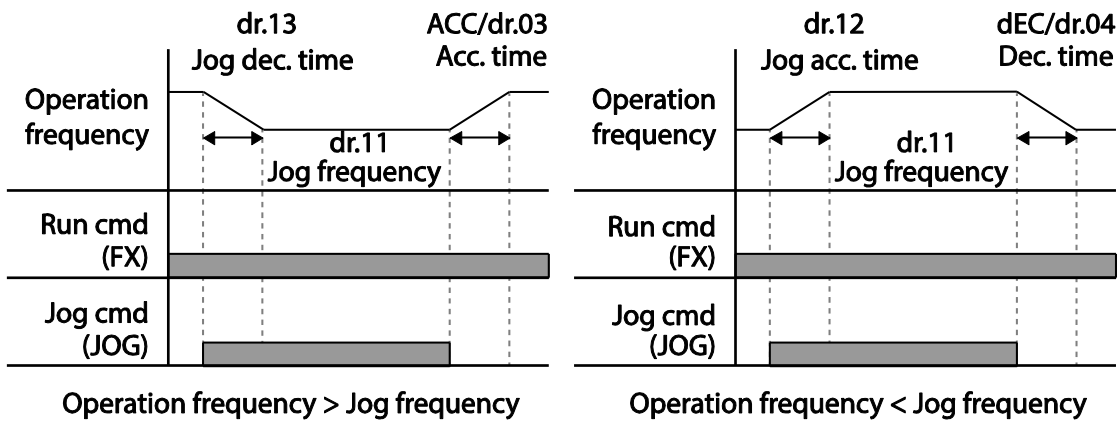 dr.13
Jog dec. time
ACC/dr.03
Acc. time
Operation
frequency
dr.11
Jog frequency
Run cmd
(FX)
Jog cmd
(JOG)
Operation frequency > Jog frequency
dr.12
Jog acc. time
dEC/dr.04
Dec. time
Operation
frequency
dr.11
Jog frequency
Run cmd
(FX)
Jog cmd
(JOG)
Operation frequency < Jog frequency